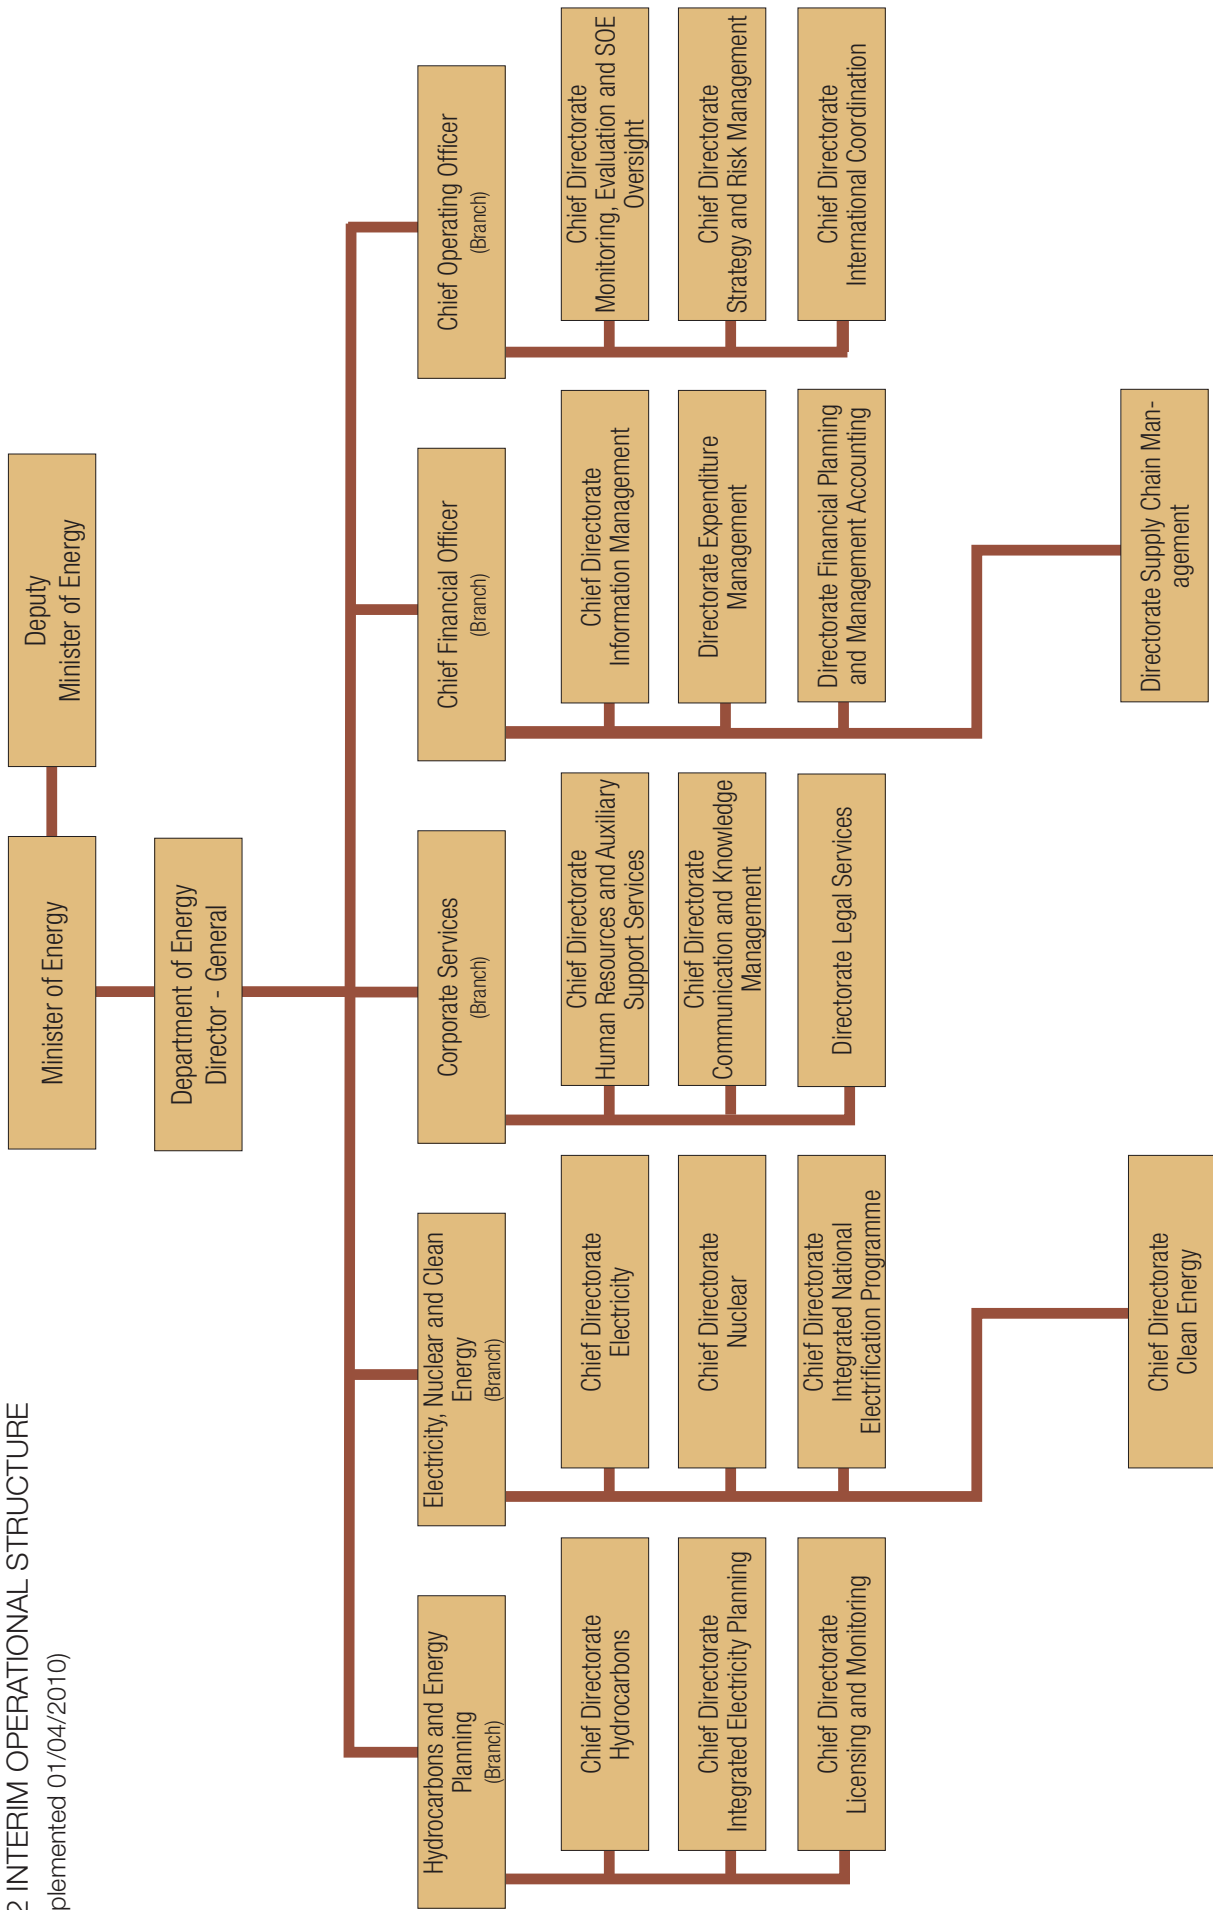 2 INTERIM OPERATIONAL STRUCTURE
plemented 01/04/2010)
Minister of Energy
Deputy
Minister of Energy
Department of Energy
Director - General
Hydrocarbons and Energy
Planning
(Branch)
Chief Directorate
Hydrocarbons
Chief Directorate
Integrated Electricity Planning
Chief Directorate
Licensing and Monitoring
Electricity, Nuclear and Clean
Energy
(Branch)
Chief Directorate
Electricity
Chief Directorate
Nuclear
Chief Directorate
Integrated National
Electrification Programme
Chief Directorate
Clean Energy
Corporate Services
(Branch)
Chief Directorate
Human Resources and Auxiliary
Support Services
Chief Directorate
Communication and Knowledge
Management
Directorate Legal Services
Chief Financial Officer
(Branch)
Chief Directorate
Information Management
Directorate Expenditure
Management
Directorate Financial Planning
and Management Accounting
Directorate Supply Chain Man-
agement
Chief Operating Officer
(Branch)
Chief Directorate
Monitoring, Evaluation and SOE
Oversight
Chief Directorate
Strategy and Risk Management
Chief Directorate
International Coordination